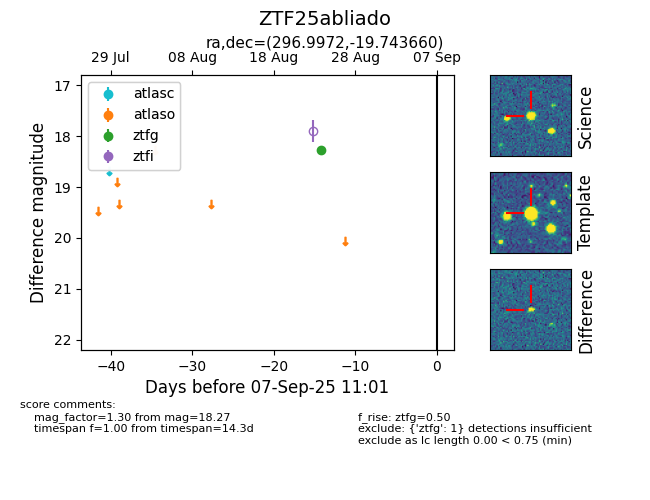 ZTF25abliado
ra,dec=(296.9972,-19.743660)
29 Jul 08 Aug 18 Aug 28 Aug 07 Sep
atlasc
atlaso
ztfg
ztfi
17
18
19
20
21
22
Difference magnitude
−40 −30 −20 −10 0
Days before 07-Sep-25 11:01
Science
Template
Difference
score comments:
mag_factor=1.30 from mag=18.27
timespan f=1.00 from timespan=14.3d
f_rise: ztfg=0.50
exclude: {'ztfg': 1} detections insufficient
exclude as lc length 0.00 < 0.75 (min)